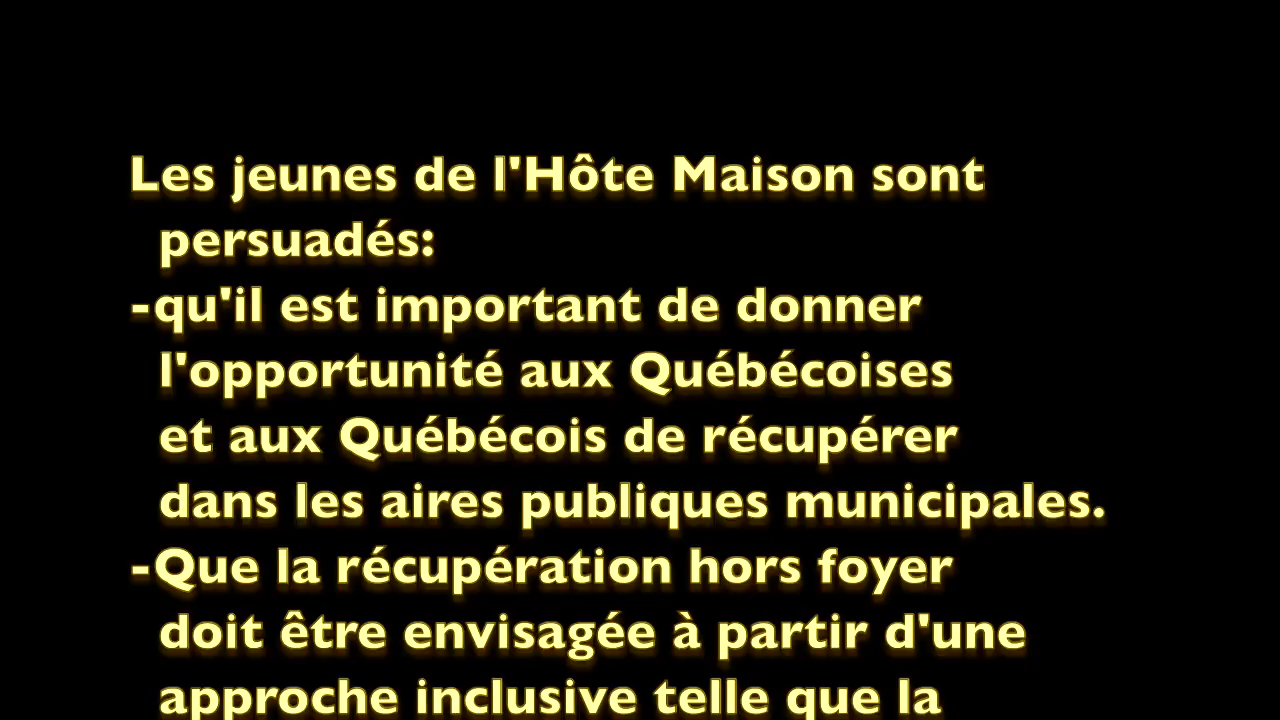 Les jeunes de l'Hôte Maison sont
persuadés:
-qu'il est important de donner
l'opportunité aux Québécoises
et aux Québécois de récupérer
dans les aires publiques municipales.
-Que la récupération hors foyer
doit être envisagée à partir d'une
approche inclusive telle que la